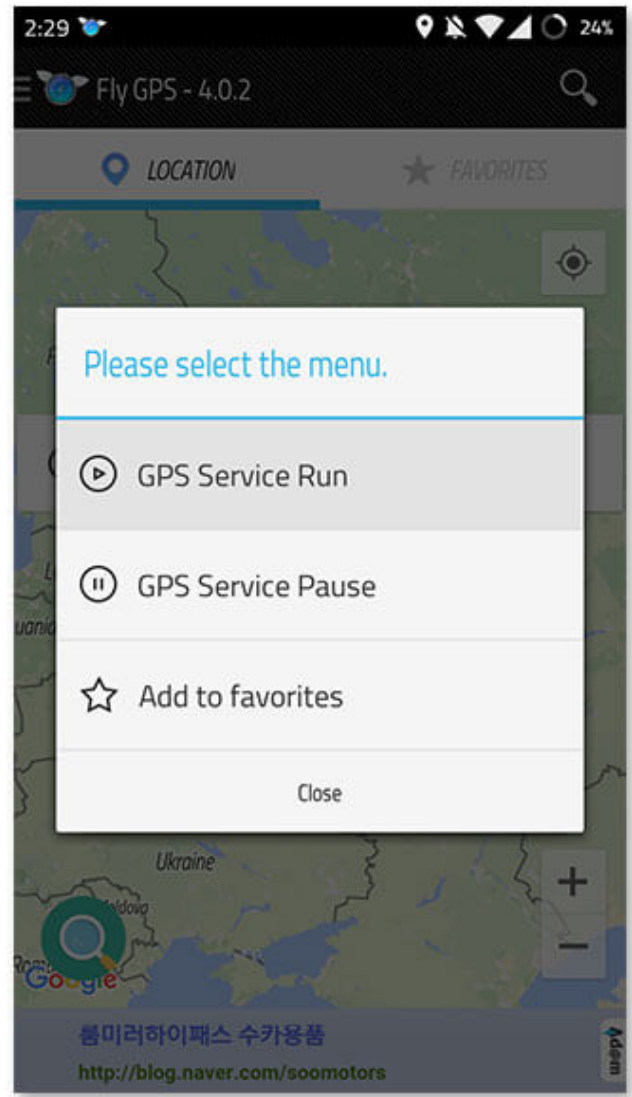 2:29
24%
Fly GPS - 4.0.2
LOCATION
FAVORITES
Please select the menu.
GPS Service Run
GPS Service Pause
Add to favorites
Close
Ukraine
Google
룸미러하이패스 수카용품
http://blog.naver.com/soomotors
Ad@m